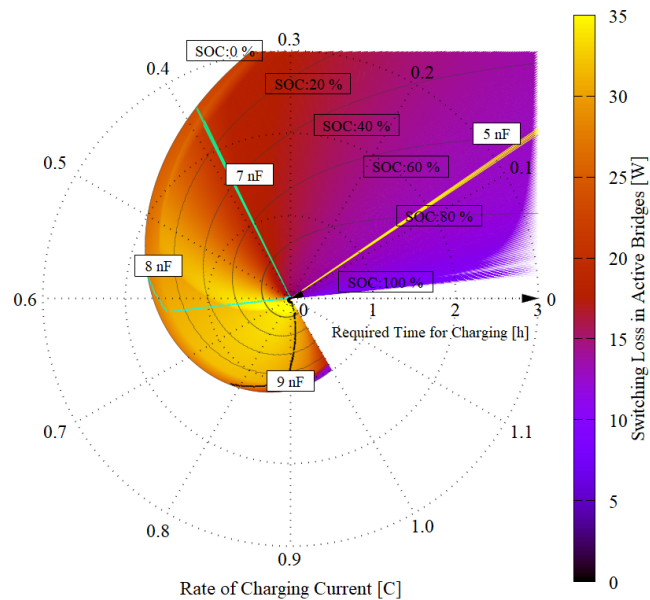 35
0.3
SOC:0 %
0.4
0.2
SOC:20 %
30
SOC:40 %
5 nF
0.5
7 nF
SOC:60 %
0.1
25
SOC:80 %
8 nF
SOC:100 %
20
0.6
0
1
2
3
0
Required Time for Charging [h]
Switching Loss in Active Bridges [W]
15
9 nF
10
0.7
1.1
5
0.8
1.0
0.9
0
Rate of Charging Current [C]